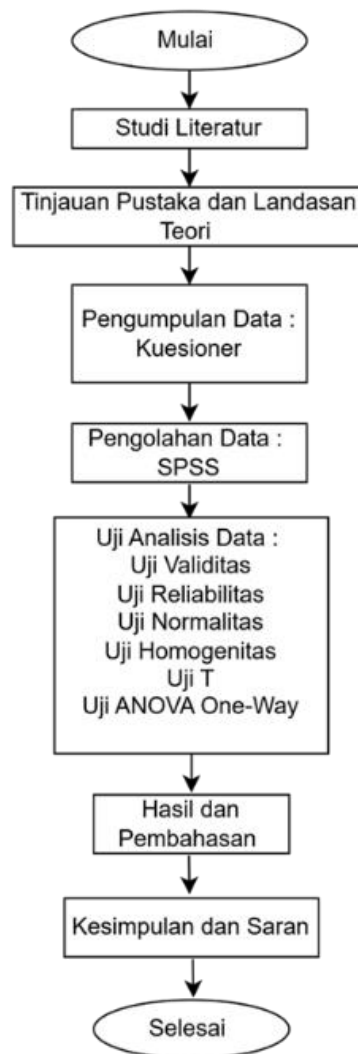 Mulai
Studi Literatur
Tinjauan Pustaka dan Landasan
Teori
Pengumpulan Data :
Kuesioner
Pengolahan Data :
SPSS
Uji Analisis Data :
Uji Validitas
Uji Reliabilitas
Uji Normalitas
Uji Homogenitas
Uji T
Uji ANOVA One-Way
Hasil dan
Pembahasan
Kesimpulan dan Saran
Selesai